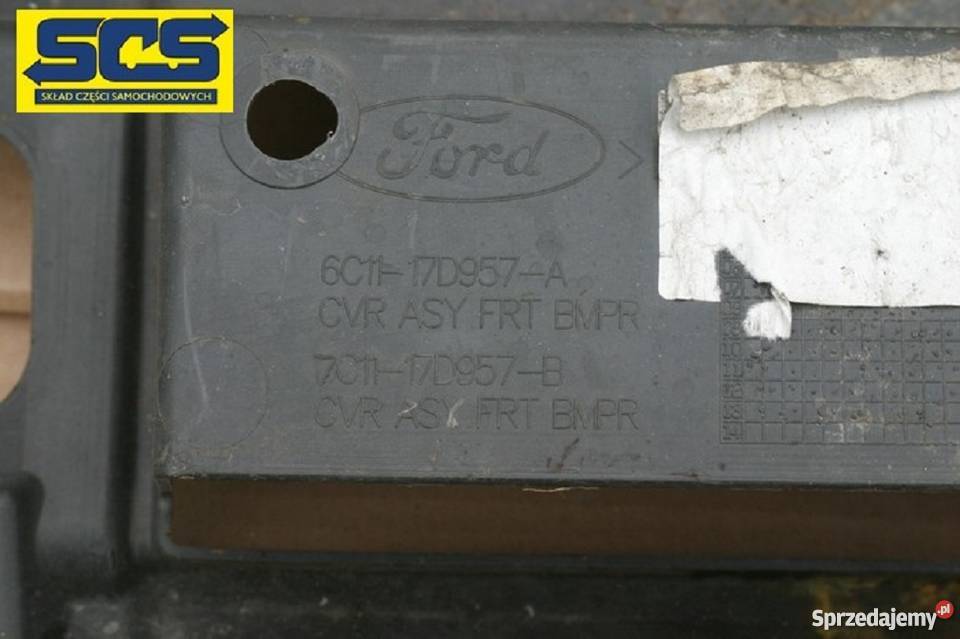 SCS
SKŁAD CZĘŚCI SAMOCHODOWYCH
Ford
>
6C11-17D957-A
CVR ASY FRT BMPR
7C11-17D957-B
CVR ASY FRT BMPR
Sprzedajemy.pl